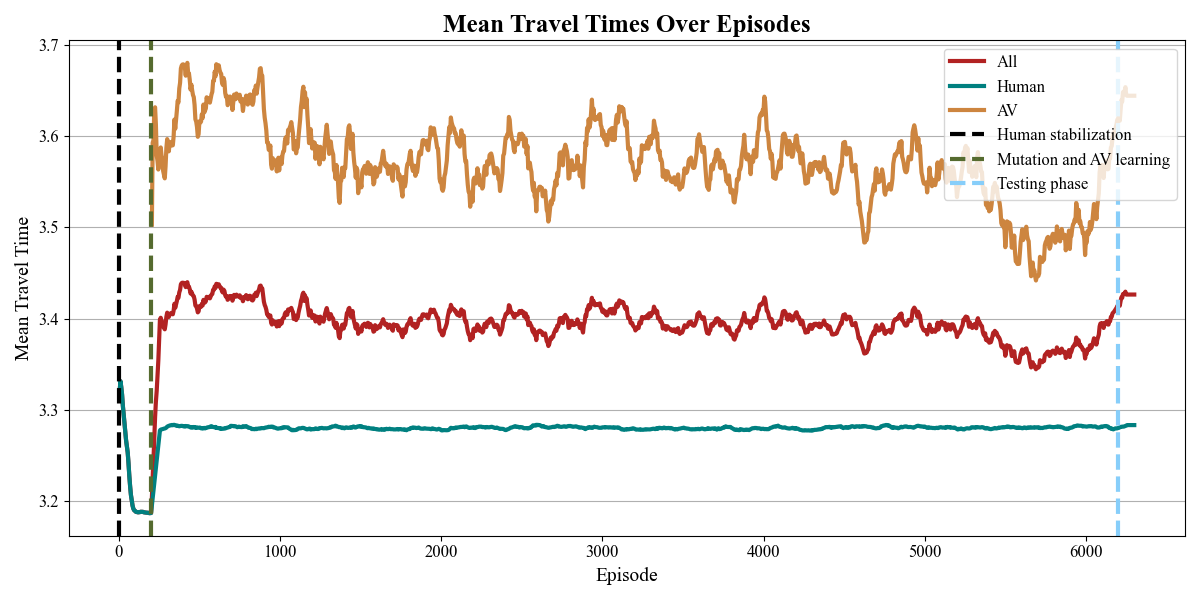 Mean Travel Times Over Episodes
Mean Travel Time
3.7
3.6
3.5
3.4
3.3
3.2
All
Human
AV
Human stabilization
Mutation and AV learning
Testing phase
0 1000 2000 3000 4000 5000 6000
Episode